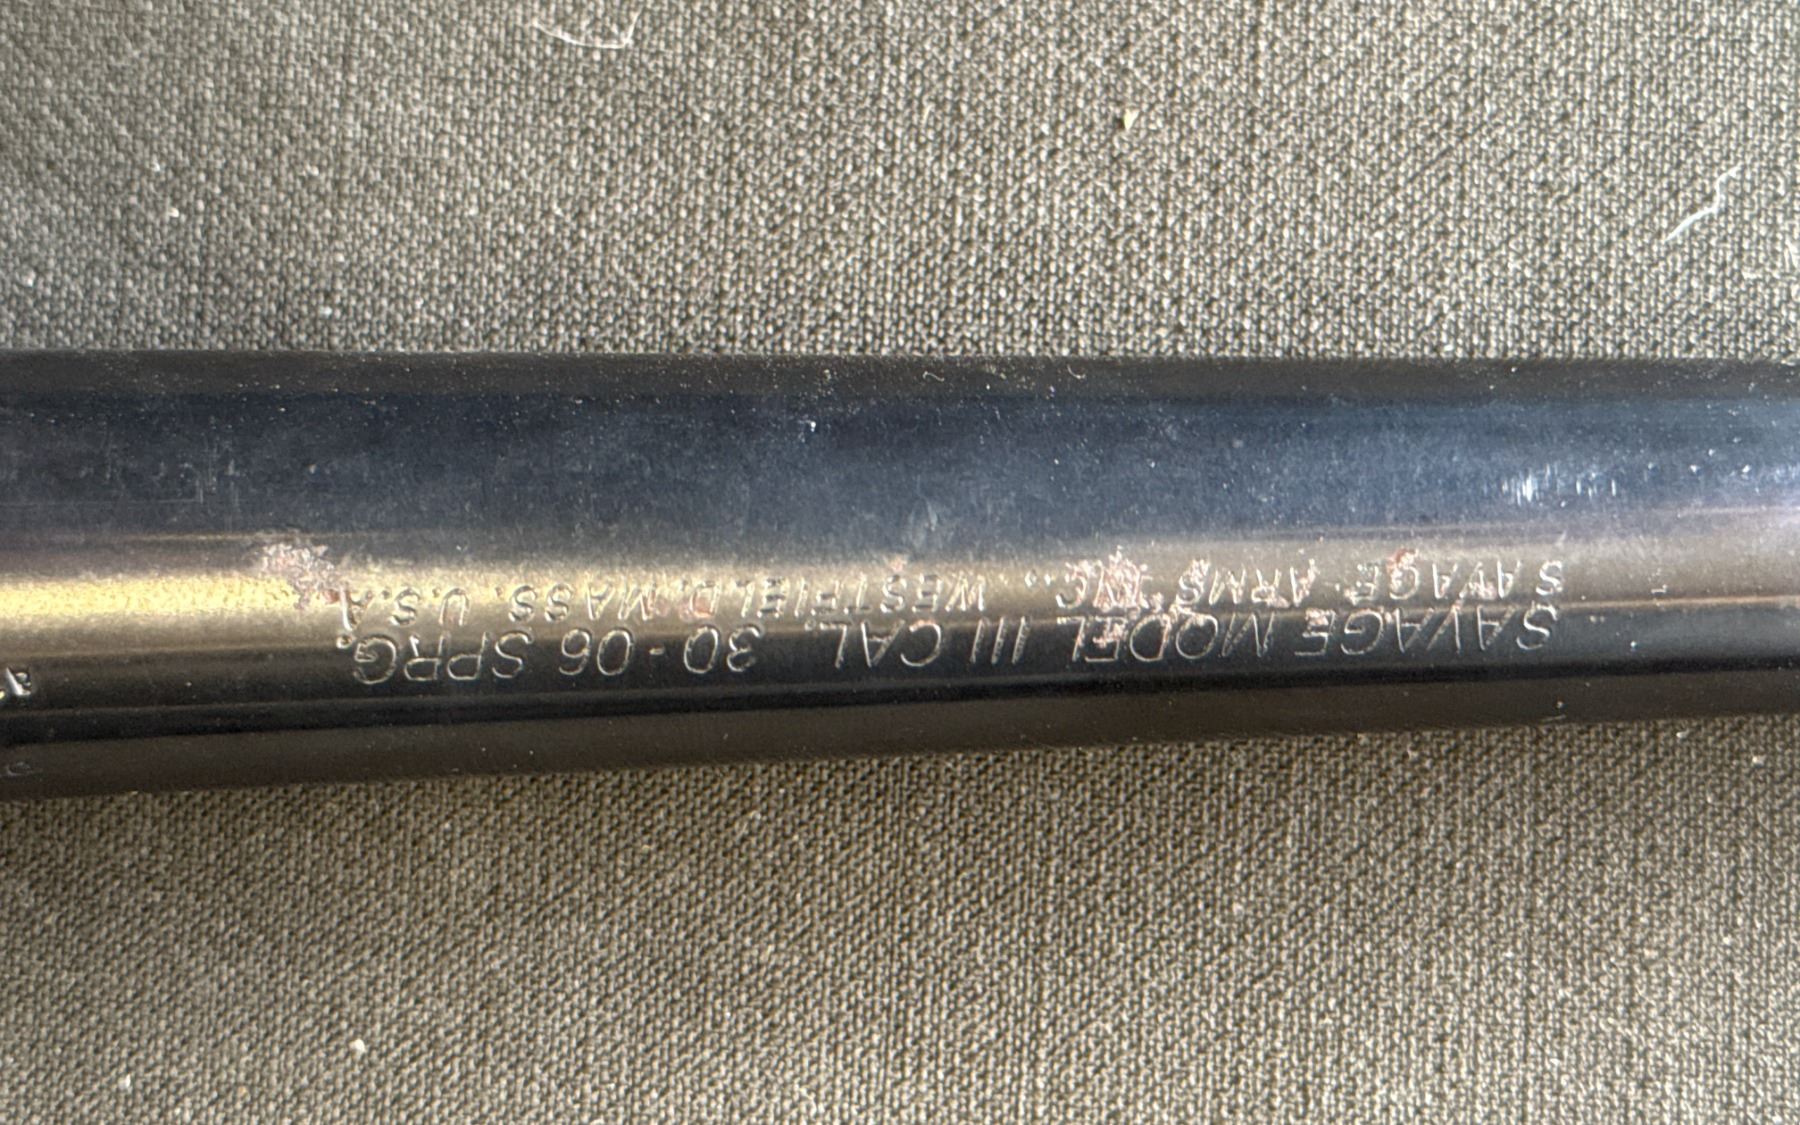 SAVAGE MODEL 111 CAL. 30-06 SPRG.
SAVAGE ARMS INC., WESTFIELD, MASS. U.S.A.